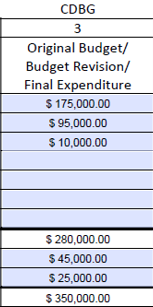 CDBG
3
Original Budget/
Budget Revision/
Final Expenditure
$ 175,000.00
$ 95,000.00
$ 10,000.00
$ 280,000.00
$ 45,000.00
$ 25,000.00
$ 350,000.00